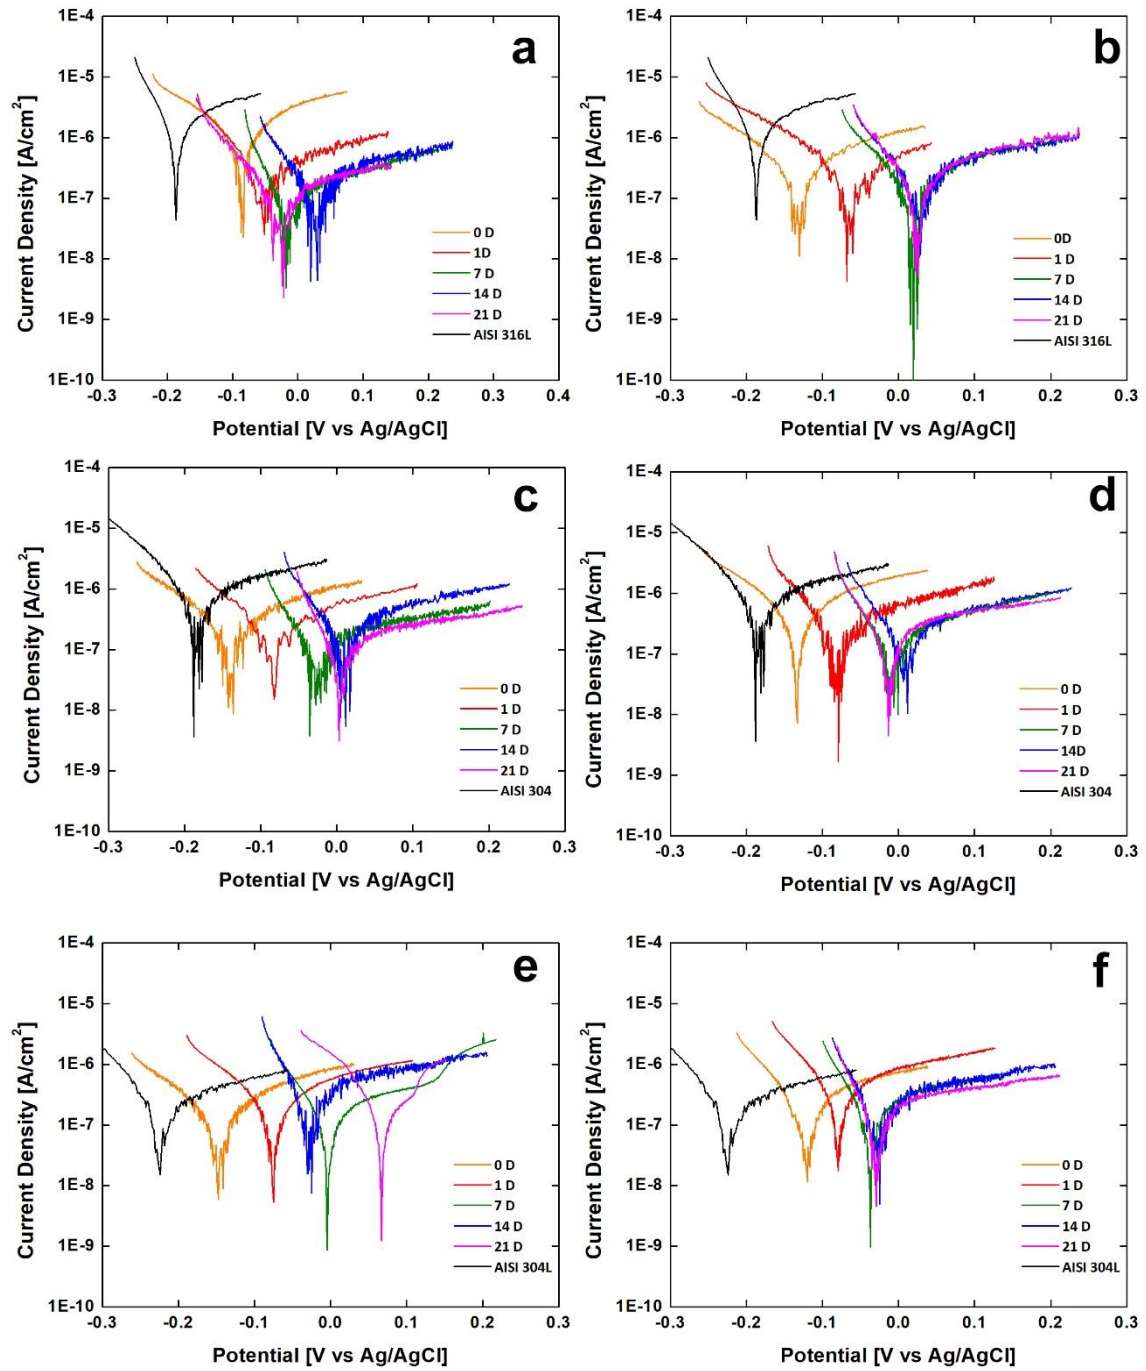 a
1E-4
1E-5
1E-6
1E-7
1E-8
1E-9
1E-10
Current Density [A/cm²]
0 D
1D
7 D
14 D
21 D
AISI 316L
-0.3 -0.2 -0.1 0.0 0.1 0.2 0.3 0.4
Potential [V vs Ag/AgCl]
b
1E-4
1E-5
1E-6
1E-7
1E-8
1E-9
1E-10
Current Density [A/cm²]
0D
1 D
7 D
14 D
21 D
AISI 316L
-0.3 -0.2 -0.1 0.0 0.1 0.2 0.3
Potential [V vs Ag/AgCl]
c
1E-4
1E-5
1E-6
1E-7
1E-8
1E-9
1E-10
Current Density [A/cm²]
0 D
1 D
7 D
14 D
21 D
AISI 304
-0.3 -0.2 -0.1 0.0 0.1 0.2 0.3
Potential [V vs Ag/AgCl]
d
1E-4
1E-5
1E-6
1E-7
1E-8
1E-9
1E-10
Current Density [A/cm²]
0 D
1 D
7 D
14D
21 D
AISI 304
-0.3 -0.2 -0.1 0.0 0.1 0.2 0.3
Potential [V vs Ag/AgCl]
e
1E-4
1E-5
1E-6
1E-7
1E-8
1E-9
1E-10
Current Density [A/cm²]
0 D
1 D
7 D
14 D
21 D
AISI 304L
-0.3 -0.2 -0.1 0.0 0.1 0.2 0.3
Potential [V vs Ag/AgCl]
f
1E-4
1E-5
1E-6
1E-7
1E-8
1E-9
1E-10
Current Density [A/cm²]
0 D
1 D
7 D
14 D
21 D
AISI 304L
-0.3 -0.2 -0.1 0.0 0.1 0.2 0.3
Potential [V vs Ag/AgCl]